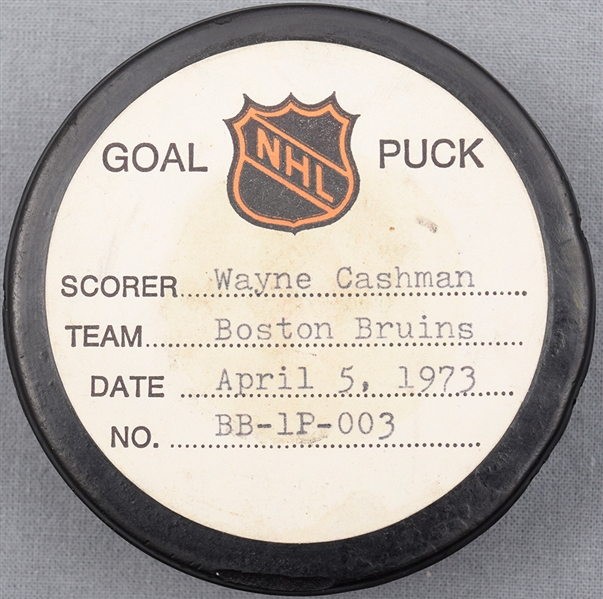 GOAL NHL PUCK
SCORER Wayne Cashman
TEAM Boston Bruins
DATE April 5, 1973
NO. BB-1P-003